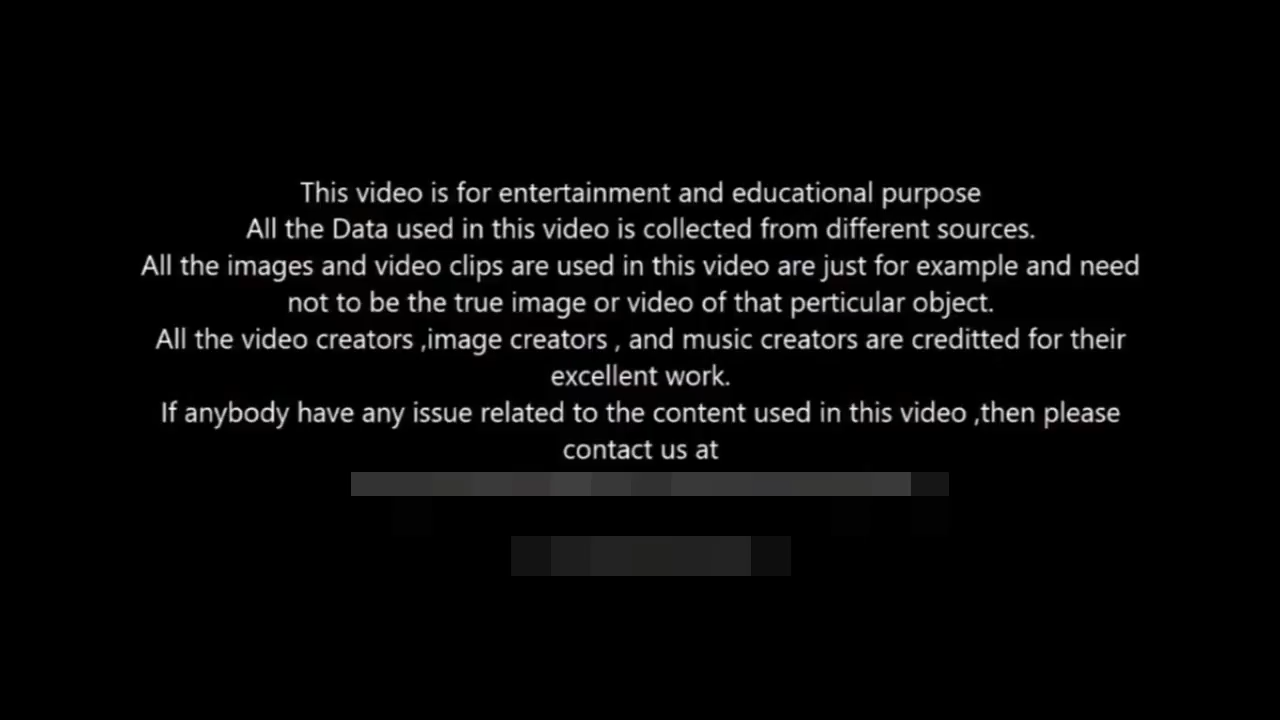 This video is for entertainment and educational purpose
All the Data used in this video is collected from different sources.
All the images and video clips are used in this video are just for example and need
not to be the true image or video of that perticular object.
All the video creators ,image creators , and music creators are creditted for their
excellent work.
If anybody have any issue related to the content used in this video ,then please
contact us at